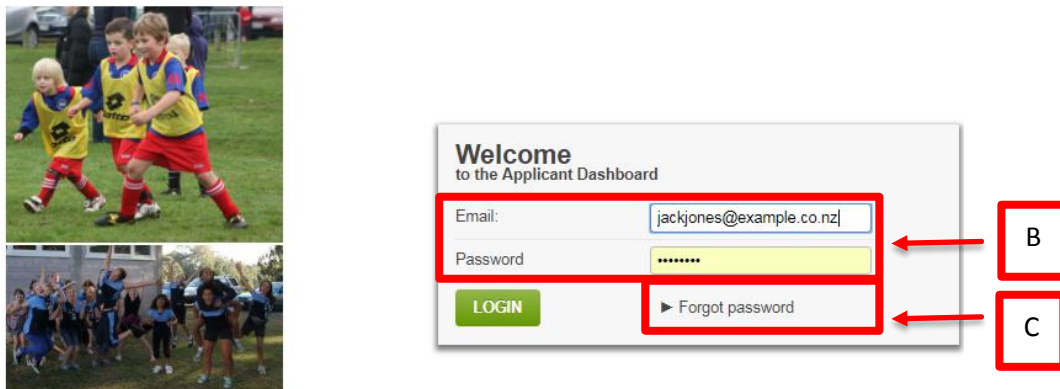 Welcome
to the Applicant Dashboard
Email:
jackjones@example.co.nz
Password
••••••••
LOGIN
► Forgot password
B
C